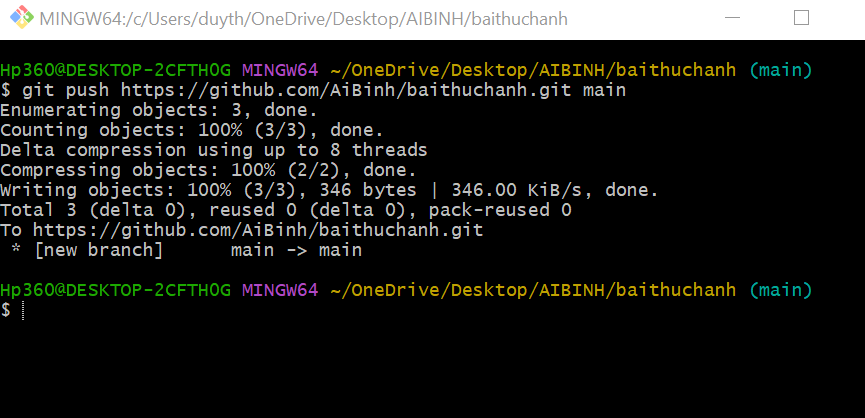 MINGW64:/c/Users/duyth/OneDrive/Desktop/AIBINH/baithuchanh
Hp360@DESKTOP-2CFTH0G MINGW64 ~/OneDrive/Desktop/AIBINH/baithuchanh (main)
$ git push https://github.com/AiBinh/baithuchanh.git main
Enumerating objects: 3, done.
Counting objects: 100% (3/3), done.
Delta compression using up to 8 threads
Compressing objects: 100% (2/2), done.
Writing objects: 100% (3/3), 346 bytes | 346.00 KiB/s, done.
Total 3 (delta 0), reused 0 (delta 0), pack-reused 0
To https://github.com/AiBinh/baithuchanh.git
 * [new branch]      main -> main
Hp360@DESKTOP-2CFTH0G MINGW64 ~/OneDrive/Desktop/AIBINH/baithuchanh (main)
$